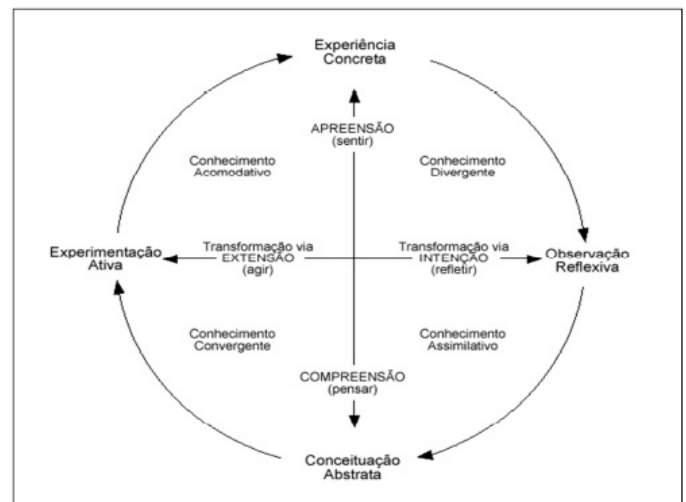 Experiência
Concreta
APREENSÃO
(sentir)
Conhecimento
Acomodativo
Conhecimento
Divergente
Experimentação
Ativa
Transformação via
EXTENSÃO
(agir)
Transformação via
INTENÇÃO
(refletir)
Observação
Reflexiva
Conhecimento
Convergente
Conhecimento
Assimilativo
COMPREENSÃO
(pensar)
Conceituação
Abstrata